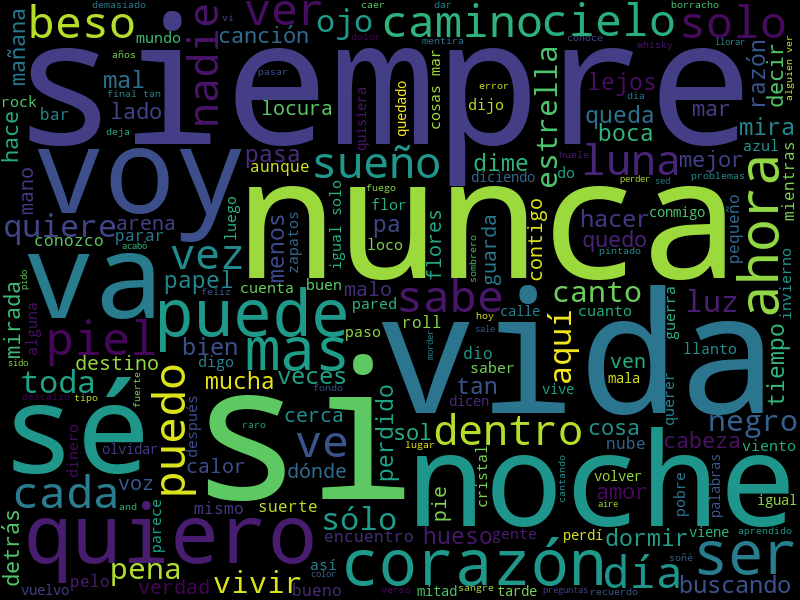 demasiado
vi
caer
dar
borracho
beso
ver
ojo
camino
cielo
solo
mañana
mundo
nadie
canción
años
dolor
mentira
conoce
whisky
llorar
alguien ver
siempre
mal
pasar
rock
final tan
locura
quisiera
quedado
cosas mar
error
dia
estrella
lejos
razón
decir
hace
bar
lado
deja
dijo
queda
mar
mira
boca
azul
voy
pasa
sueño
dime
do
luna
mejor
mientras
mano
aunque
diciendo
huele
problemas
nunca
fuego
perder
sed
k
quiere
arena
luego
menos
zapatos
igual solo
flor
pa
flores
guarda
contigo
hacer
conmigo
pequeño
ahora
conozco
parar
vez
loco
sombrero
quedo
pintado
invierno
acabó
va
papel
feliz
cuenta
buen
malo
sabe
canto
luz
pido
mirada
alguna
puede
pared
calle
cuanto
guerra
tiempo
piel
bien
mas
paso
roll
hoy
sale
aquí
vida
sido
destino
digo
dio
saber
ven
llanto
toda
mucha
veces
morder
tan
vive
mala
querer
descalzo
tipo
fuerte
si
fondo
dicen
sé
puedo
después
ve
raro
cerca
perdido
sol
dentro
cosa
negro
olvidar
lugar
nube
cabeza
viento
dinero
calor
dónde
noche
cristal
cantando
volver
cada
voz
amor
pobre
palabras
igual
and
parece
mismo
suerte
sólo
pie
aire
quiero
encuentro
hueso
gente
perdí
dormir
viene
aprendido
detrás
pena
así
corazón
día
soñé
ser
vuelvo
pelo
verdad
vivir
color
bueno
verso
mitad
sangre
tarde
preguntas
recuerdo
buscando